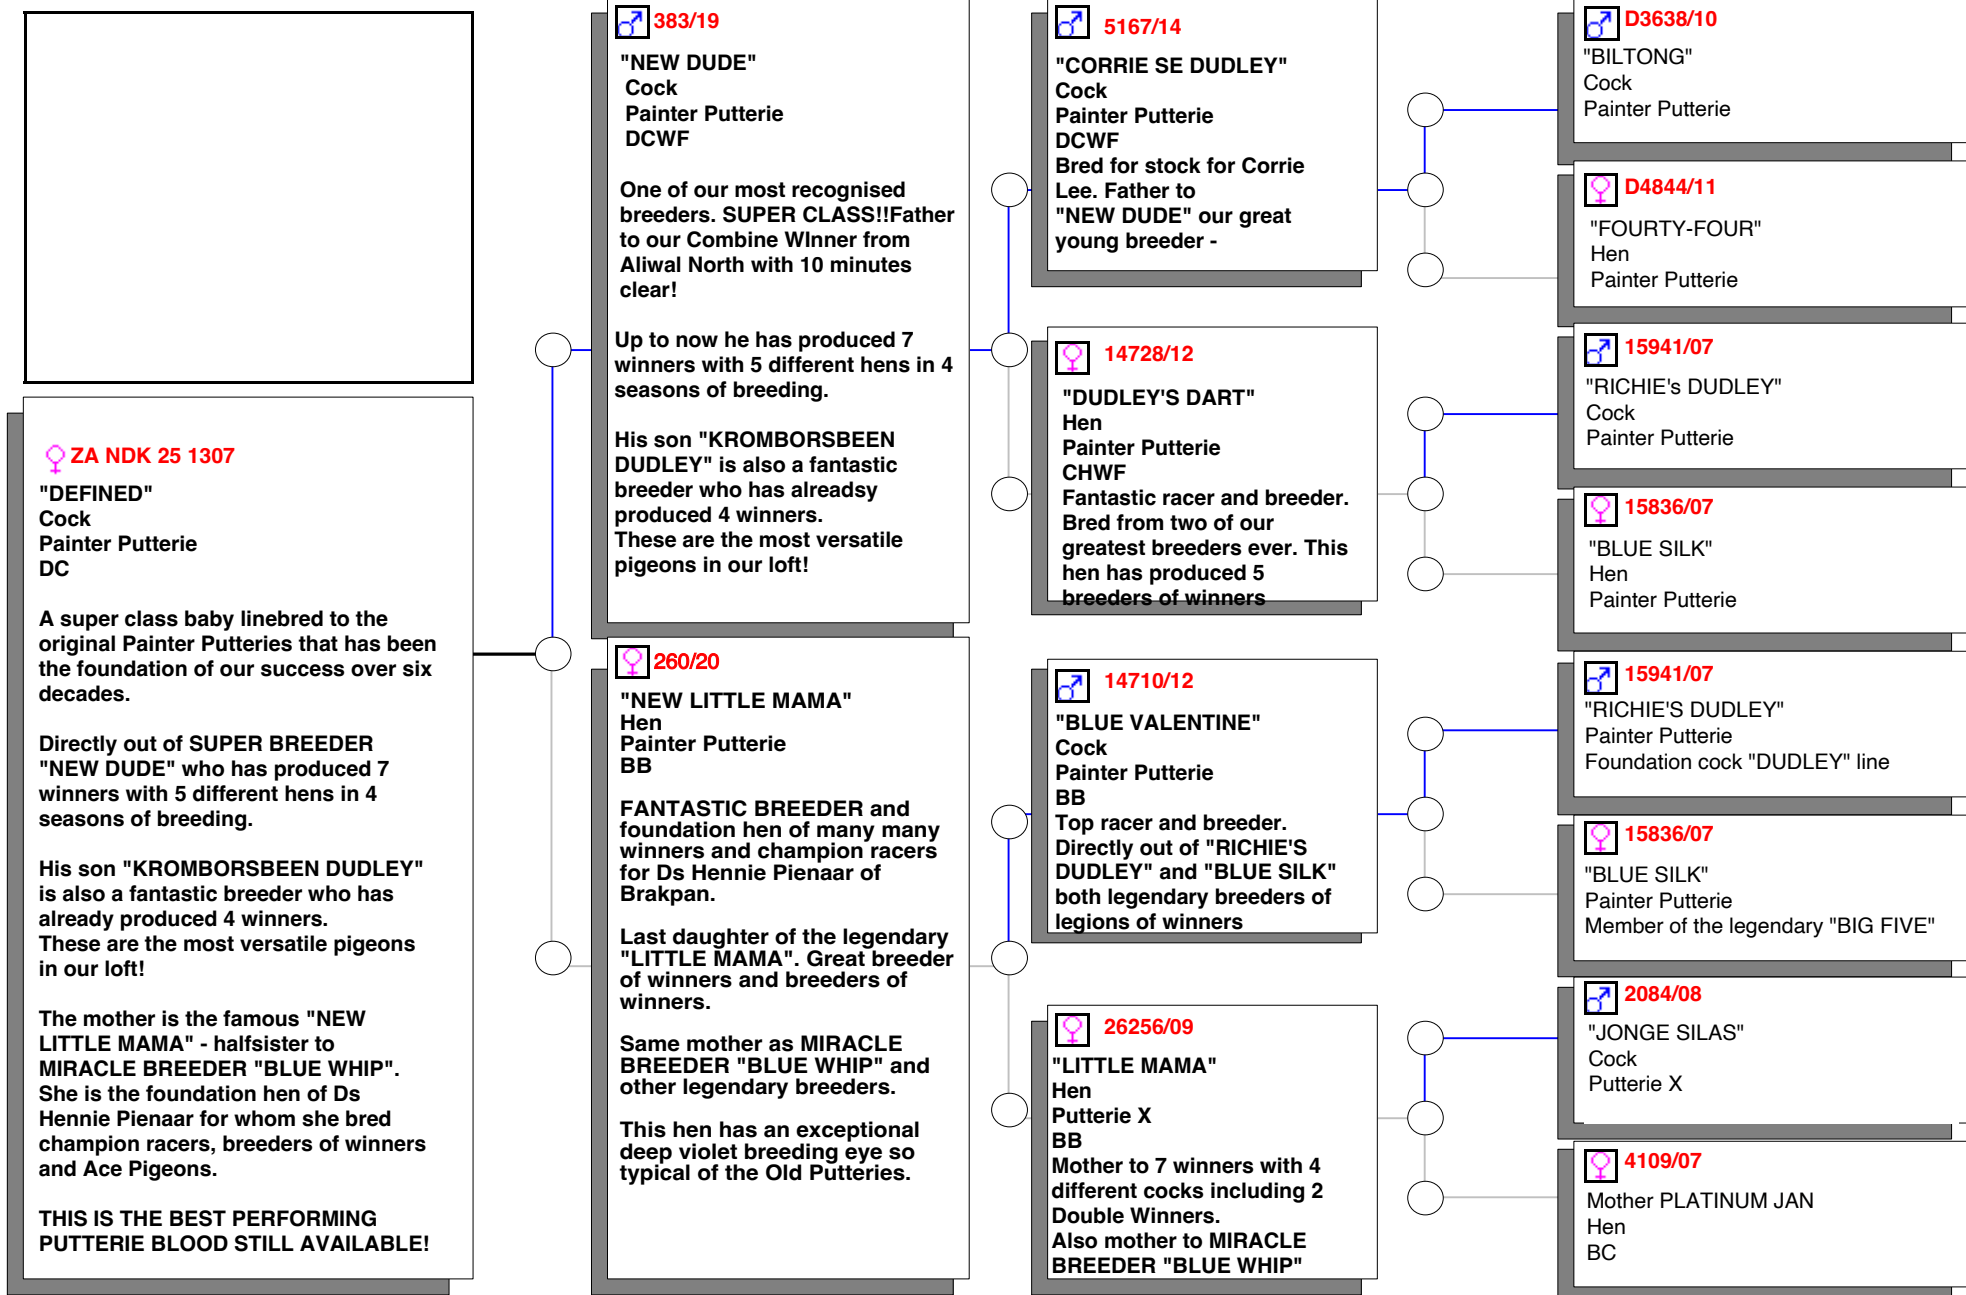 ZA NDK 25 1307
"DEFINED"
Cock
Painter Putterie
DC
A super class baby linebred to the
original Painter Putteries that has been
the foundation of our success over six
decades.
Directly out of SUPER BREEDER
"NEW DUDE" who has produced 7
winners with 5 different hens in 4
seasons of breeding.
His son "KROMBORSBEEN DUDLEY"
is also a fantastic breeder who has
already produced 4 winners.
These are the most versatile pigeons
in our loft!
The mother is the famous "NEW
LITTLE MAMA" - halfsister to
MIRACLE BREEDER "BLUE WHIP".
She is the foundation hen of Ds
Hennie Pienaar for whom she bred
champion racers, breeders of winners
and Ace Pigeons.
THIS IS THE BEST PERFORMING
PUTTERIE BLOOD STILL AVAILABLE!
383/19
"NEW DUDE"
Cock
Painter Putterie
DCWF
One of our most recognised
breeders. SUPER CLASS!!Father
to our Combine WInner from
Aliwal North with 10 minutes
clear!
Up to now he has produced 7
winners with 5 different hens in 4
seasons of breeding.
His son "KROMBORSBEEN
DUDLEY" is also a fantastic
breeder who has alreadsy
produced 4 winners.
These are the most versatile
pigeons in our loft!
260/20
"NEW LITTLE MAMA"
Hen
Painter Putterie
BB
FANTASTIC BREEDER and
foundation hen of many many
winners and champion racers
for Ds Hennie Pienaar of
Brakpan.
Last daughter of the legendary
"LITTLE MAMA". Great breeder
of winners and breeders of
winners.
Same mother as MIRACLE
BREEDER "BLUE WHIP" and
other legendary breeders.
This hen has an exceptional
deep violet breeding eye so
typical of the Old Putteries.
5167/14
"CORRIE SE DUDLEY"
Cock
Painter Putterie
DCWF
Bred for stock for Corrie
Lee. Father to
"NEW DUDE" our great
young breeder -
14728/12
"DUDLEY'S DART"
Hen
Painter Putterie
CHWF
Fantastic racer and breeder.
Bred from two of our
greatest breeders ever. This
hen has produced 5
breeders of winners
14710/12
"BLUE VALENTINE"
Cock
Painter Putterie
BB
Top racer and breeder.
Directly out of "RICHIE'S
DUDLEY" and "BLUE SILK"
both legendary breeders of
legions of winners
26256/09
"LITTLE MAMA"
Hen
Putterie X
BB
Mother to 7 winners with 4
different cocks including 2
Double Winners.
Also mother to MIRACLE
BREEDER "BLUE WHIP"
D3638/10
"BILTONG"
Cock
Painter Putterie
D4844/11
"FOURTY-FOUR"
Hen
Painter Putterie
15941/07
"RICHIE's DUDLEY"
Cock
Painter Putterie
15836/07
"BLUE SILK"
Hen
Painter Putterie
15941/07
"RICHIE'S DUDLEY"
Painter Putterie
Foundation cock "DUDLEY" line
15836/07
"BLUE SILK"
Painter Putterie
Member of the legendary "BIG FIVE"
2084/08
"JONGE SILAS"
Cock
Putterie X
4109/07
Mother PLATINUM JAN
Hen
BC